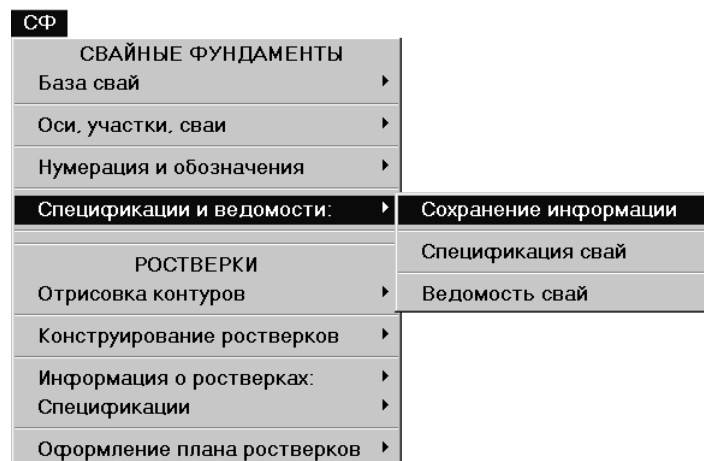 СФ
СВАЙНЫЕ ФУНДАМЕНТЫ
База свай
Оси, участки, сваи
Нумерация и обозначения
Спецификации и ведомости:
Сохранение информации
Спецификация свай
Ведомость свай
РОСТВЕРКИ
Отрисовка контуров
Конструирование ростверков
Информация о ростверках:
Спецификации
Оформление плана ростверков